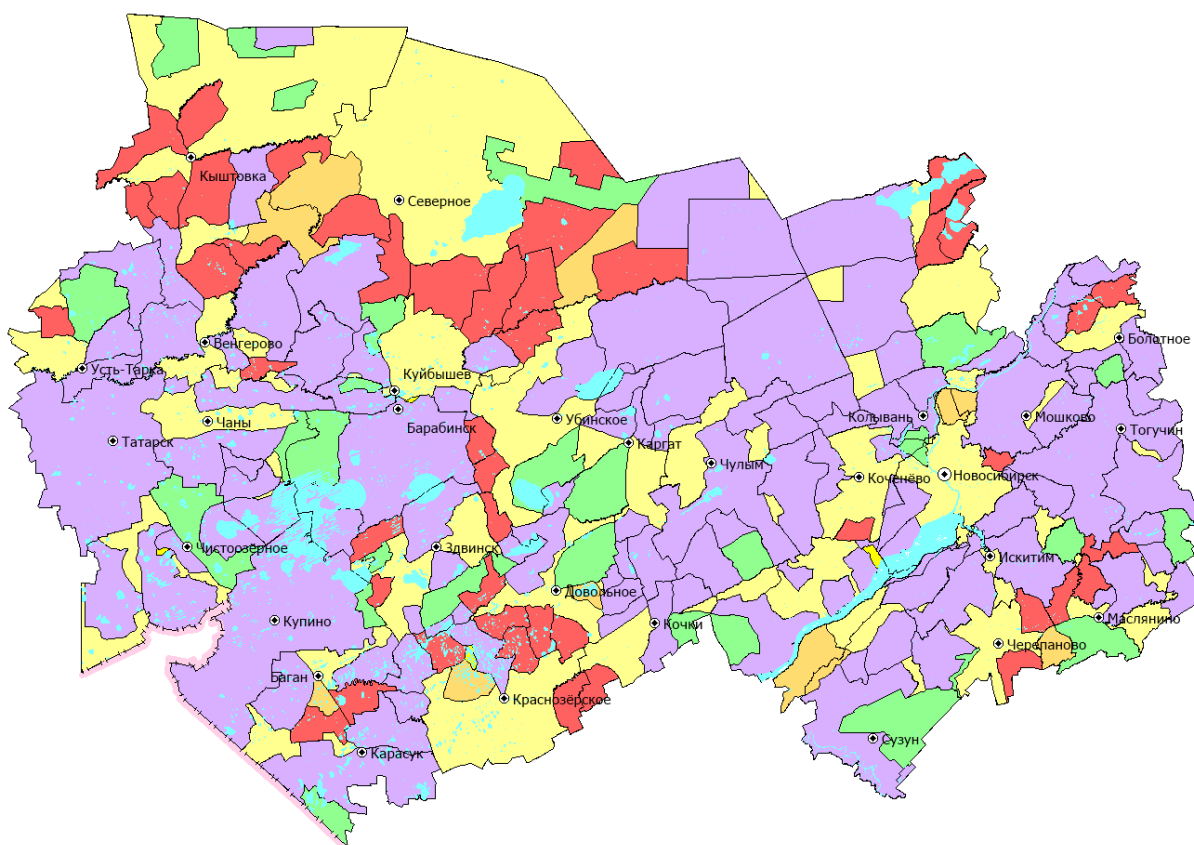 Кыштовка
Северное
Венгерово
Болотное
Усть-Тарка
Куйбышев
Барабинск
Чаны
Убинское
Колывань
Мошково
Тогучин
Татарск
Каргат
Чулым
Коченёво
Новосибирск
Чистоозёрное
Здвинск
Искитим
Довольное
Купино
Кочки
Маслянино
Черепаново
Баган
Краснозёрское
Карасук
Сузун